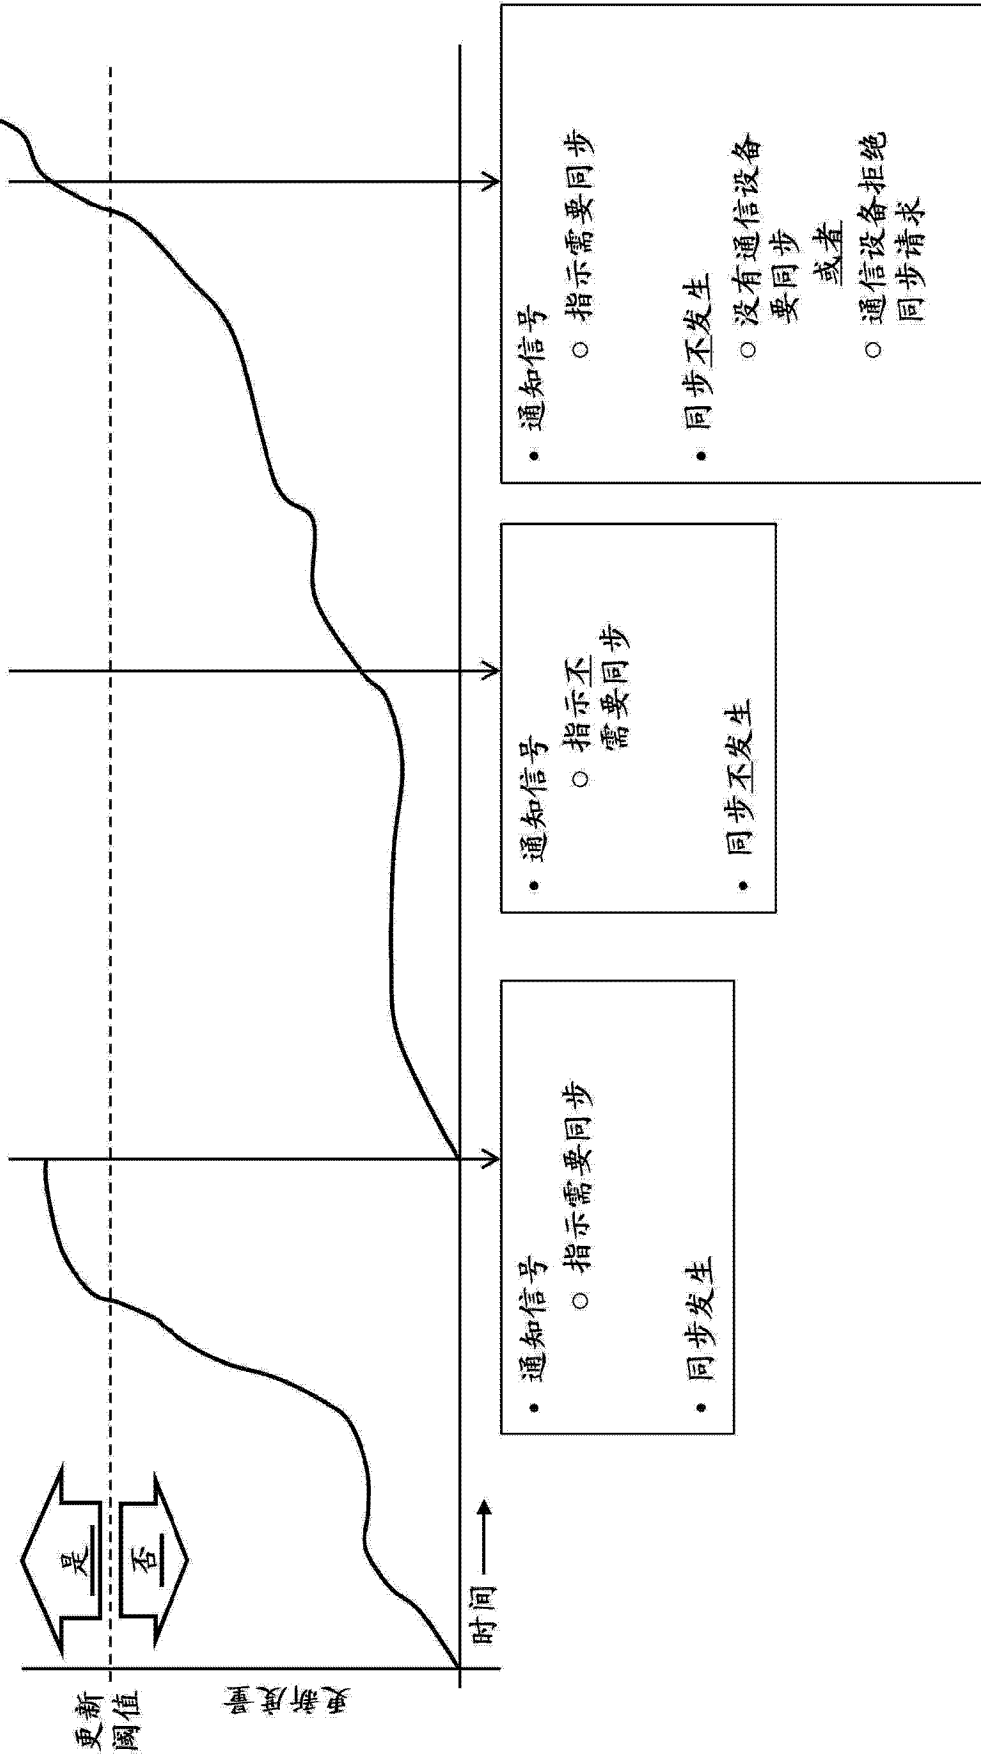 更新
阈值
更新度量
是
否
时间
• 通知信号
○ 指示需要同步
• 同步发生
• 通知信号
○ 指示不
需要同步
• 同步不发生
• 通知信号
○ 指示需要同步
• 同步不发生
○ 没有通信设备
要同步
或者
○ 通信设备拒绝
同步请求